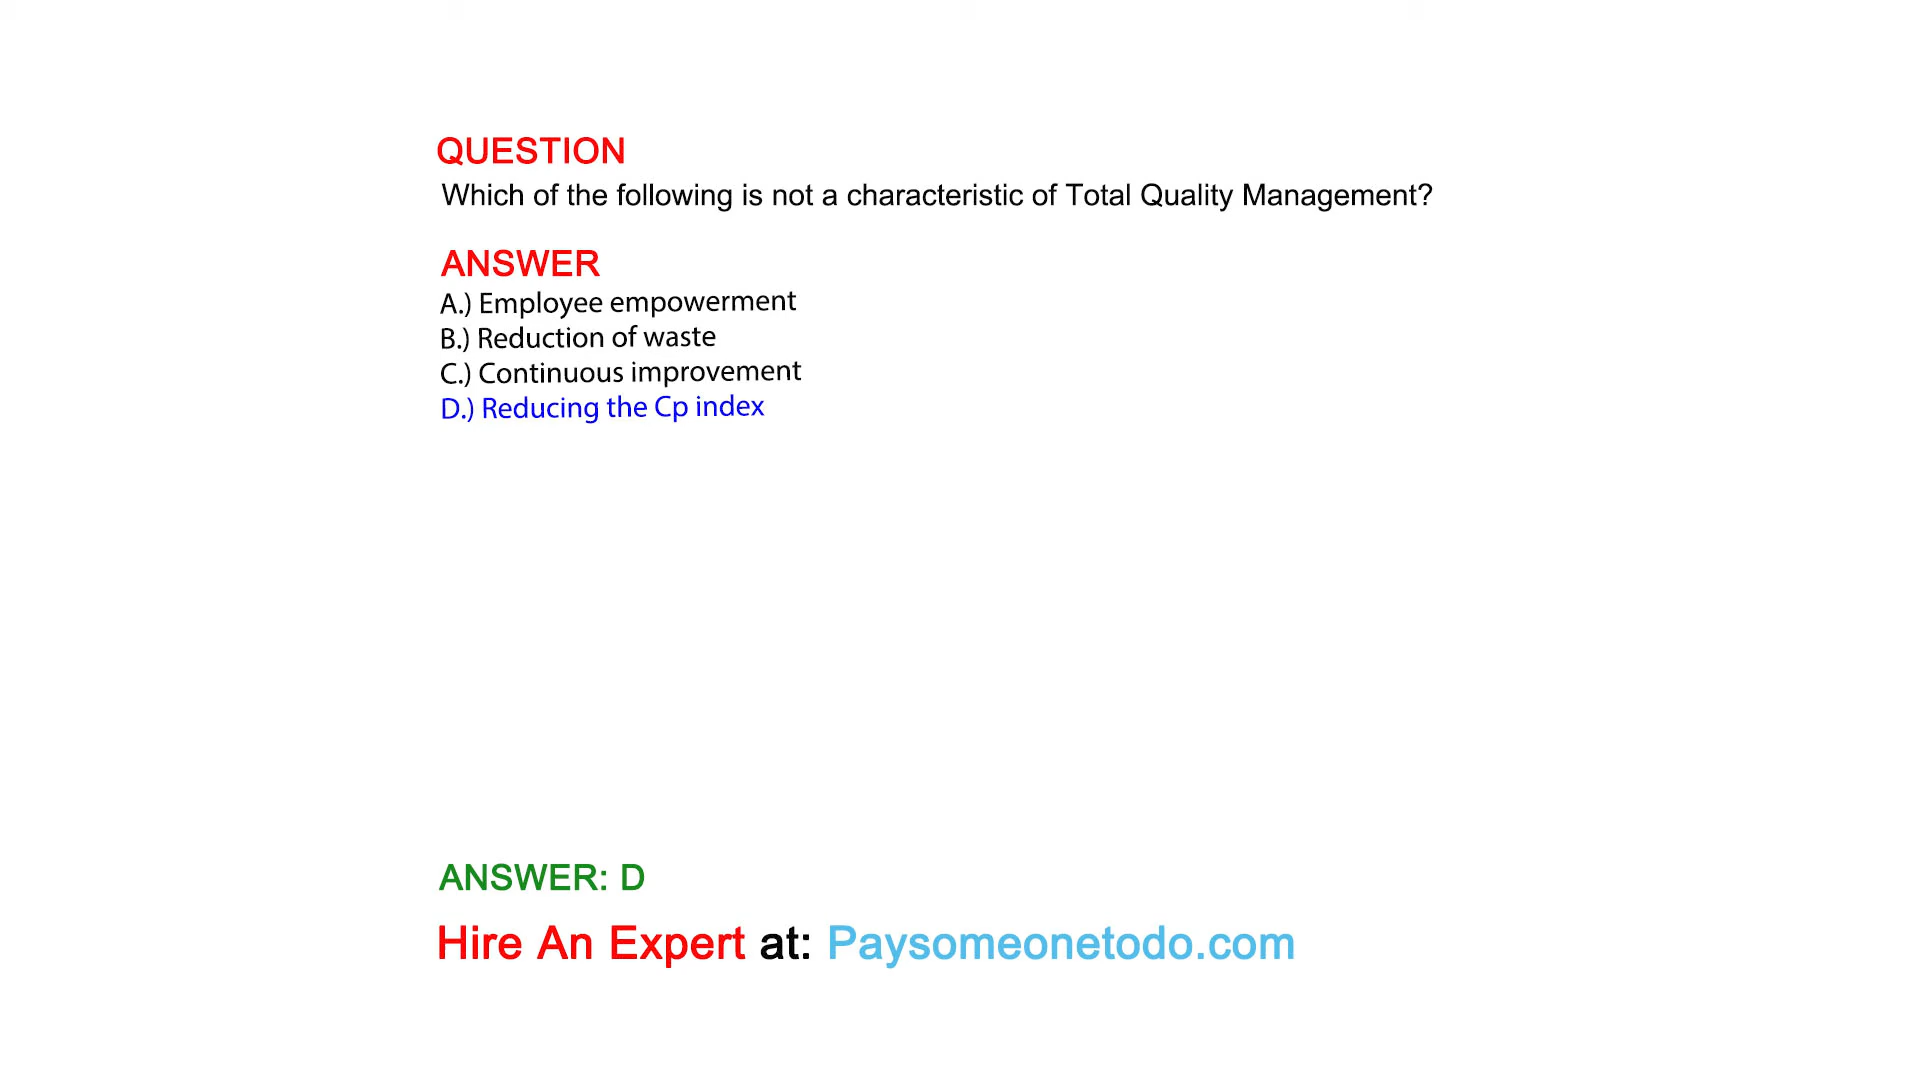 QUESTION
Which of the following is not a characteristic of Total Quality Management?
ANSWER
A.) Employee empowerment
B.) Reduction of waste
C.) Continuous improvement
D.) Reducing the Cp index
ANSWER: D
Hire An Expert at: Paysomeonetodo.com